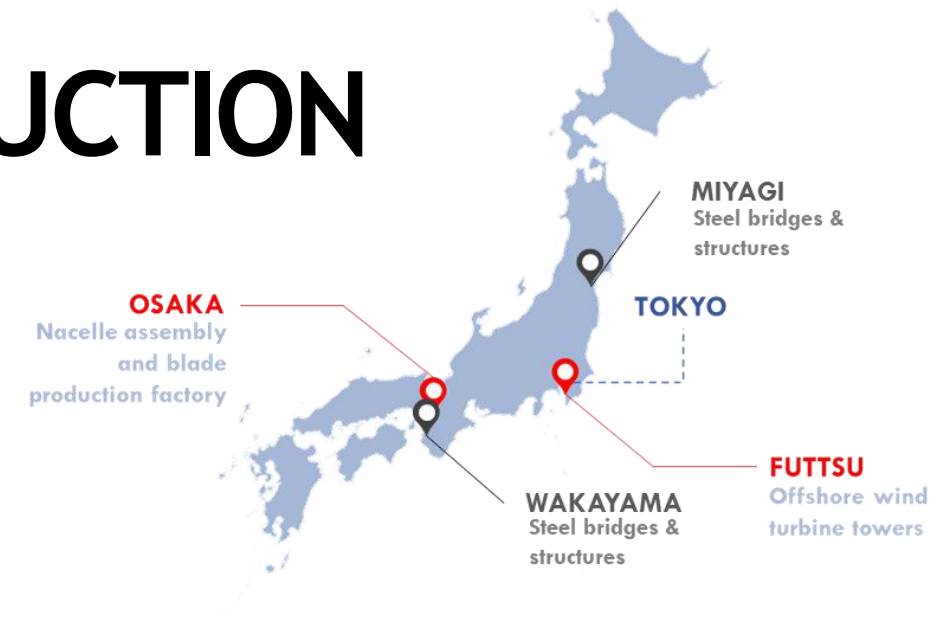 UCTION
MIYAGI
Steel bridges &
structures
TOKYO
OSAKA
Nacelle assembly
and blade
production factory
FUTTSU
Offshore wind
turbine towers
WAKAYAMA
Steel bridges &
structures